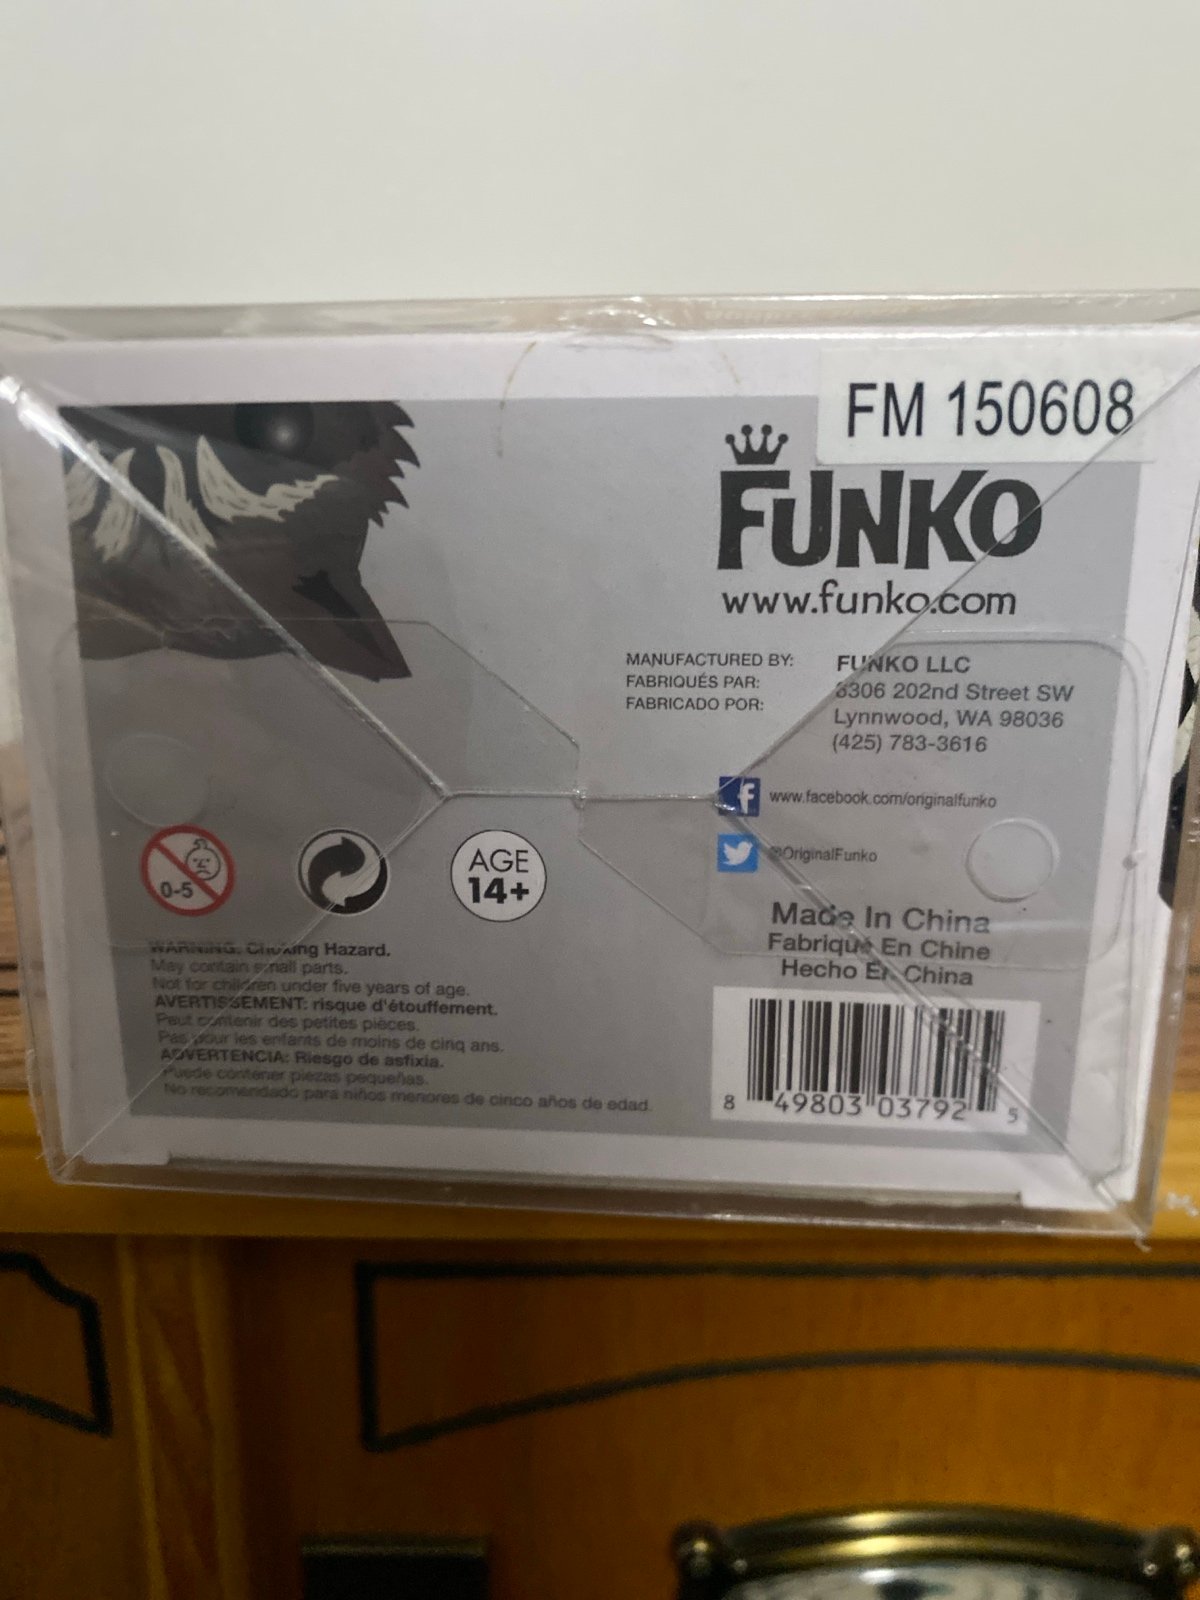 FM 150608
FUNKO
www.funko.com
MANUFACTURED BY: FUNKO LLC
FABRIQUÉS PAR: 3306 202nd Street SW
FABRICADO POR: Lynnwood, WA 98036
(425) 783-3616
f www.facebook.com/originalfunko
@OriginalFunko
0-5
AGE
14+
Made In China
Fabriqué En Chine
Hecho En China
WARNING: Choking Hazard.
May contain small parts.
Not for children under five years of age.
AVERTISSEMENT: risque d'étouffement.
Peut contenir des petites pièces.
Pas pour les enfants de moins de cinq ans.
ADVERTENCIA: Riesgo de asfixia.
Puede contener piezas pequeñas.
No recomendado para niños menores de cinco años de edad.
8 49803 03792 5